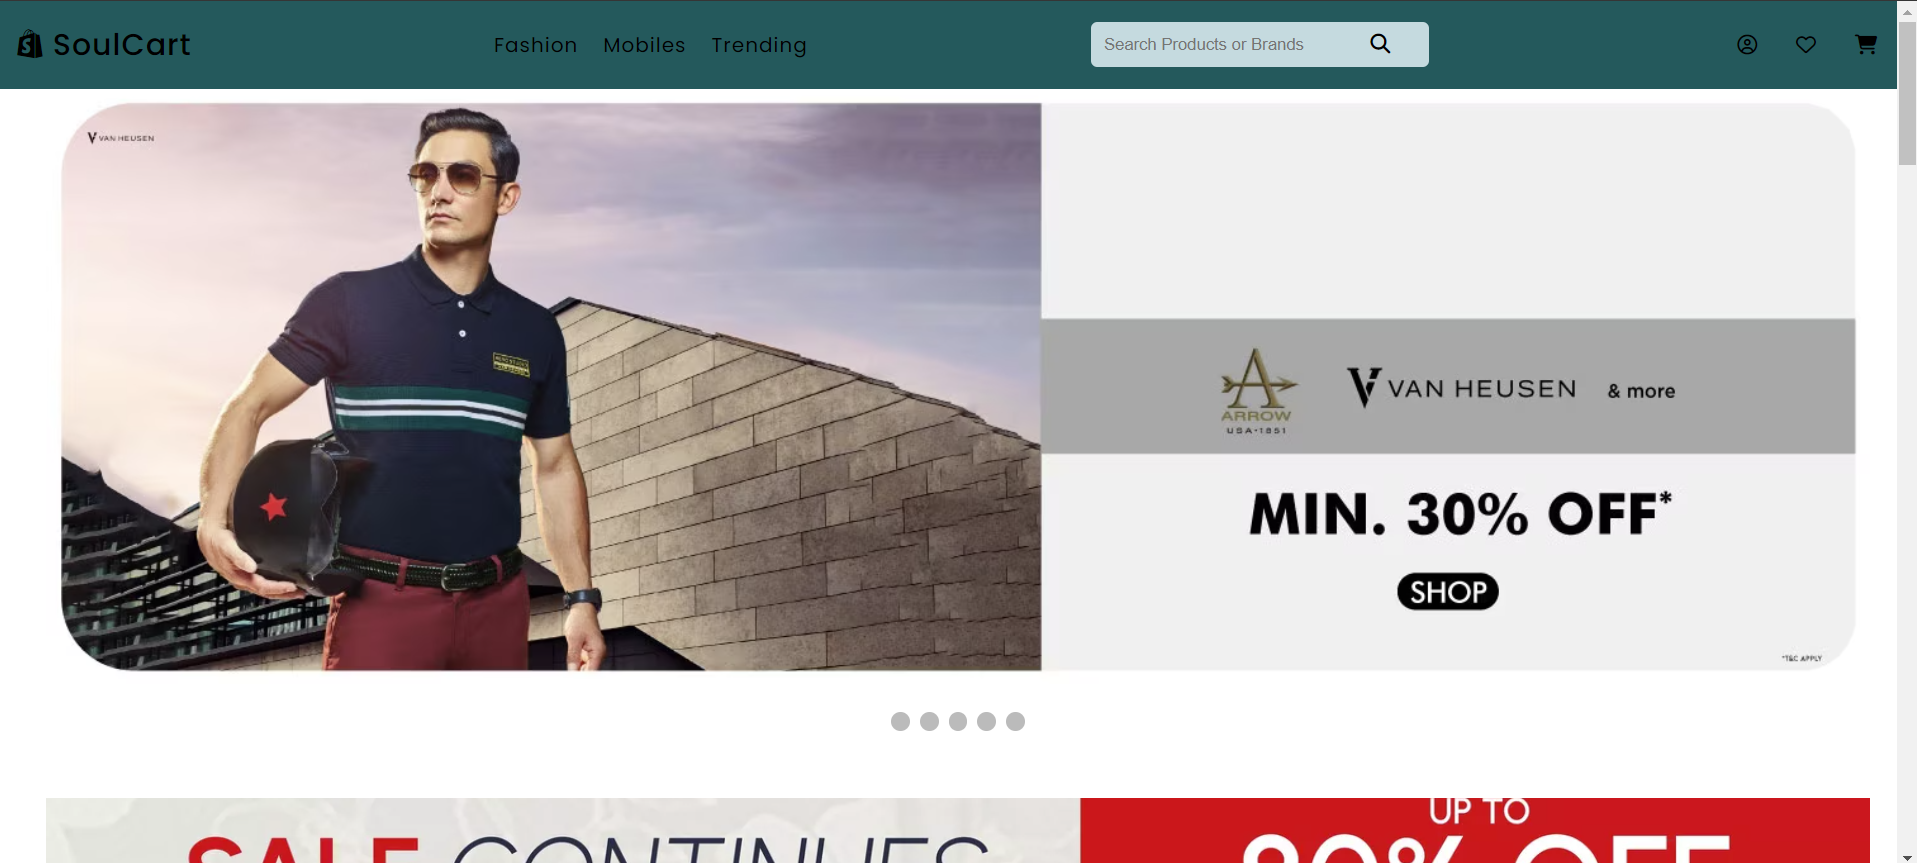 SoulCart
Fashion Mobiles Trending
Search Products or Brands
VAN HEUSEN
ARROW
USA-1851
VAN HEUSEN
& more
MIN. 30% OFF*
SHOP
*T&C APPLY
SALE CONTINUES
UP TO